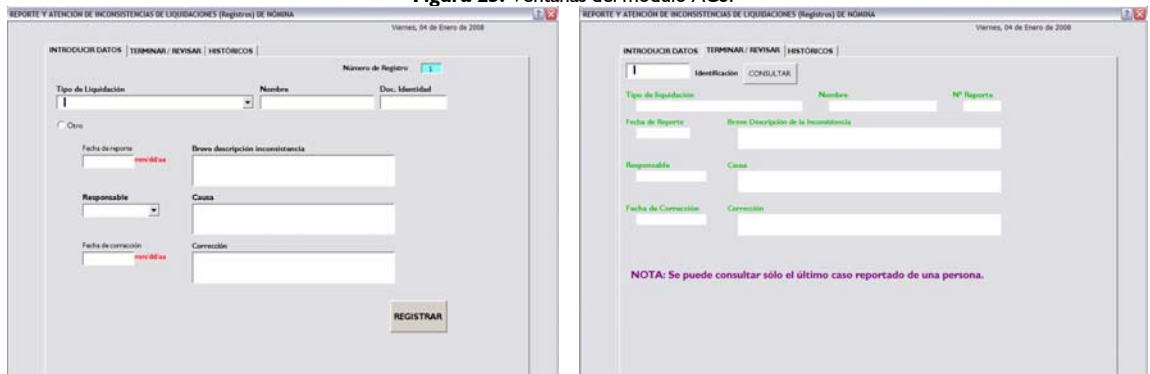 Figura 25. Ventanas del módulo ACS.
REPORTE Y ATENCIÓN DE INCONSISTENCIAS DE LIQUIDACIONES (Registros) DE NÓMINA
Viernes, 04 de Enero de 2008
INTRODUCIR DATOS TERMINAR / REVISAR HISTÓRICOS
Número de Registro 1
Tipo de Liquidación Nombre Doc. Identidad
Otro
Fecha de reporte Breve descripción inconsistencia
mm/dd/aa
Responsable Causa
Fecha de corrección Corrección
mm/dd/aa
REGISTRAR
REPORTE Y ATENCIÓN DE INCONSISTENCIAS DE LIQUIDACIONES (Registros) DE NÓMINA
Viernes, 04 de Enero de 2008
INTRODUCIR DATOS TERMINAR / REVISAR HISTÓRICOS
Identificación CONSULTAR
Tipo de liquidación Nombre Nº Reporte
Fecha de Reporte Breve Descripción de la Inconsistencia
Responsable Causa
Fecha de Corrección Corrección
NOTA: Se puede consultar sólo el último caso reportado de una persona.